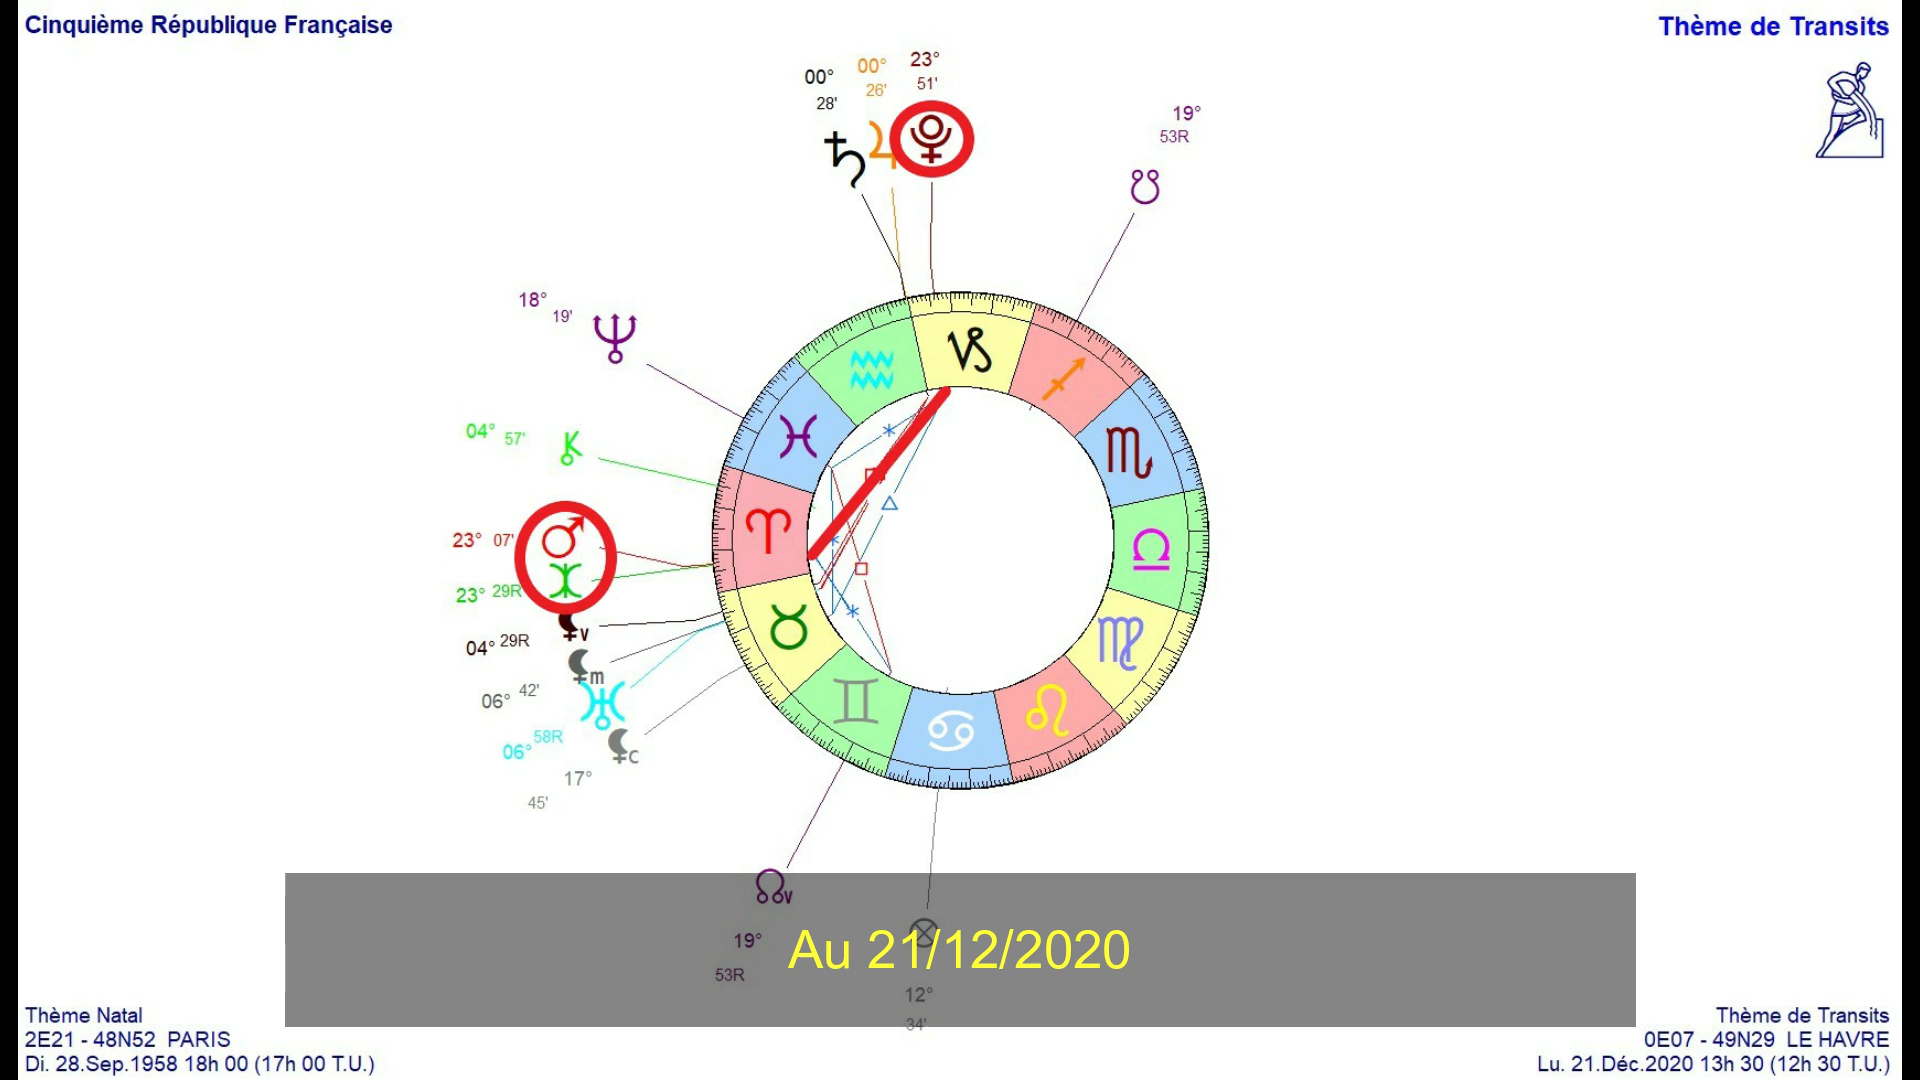 Cinquième République Française
Thème de Transits
00°
28'
00°
26'
23°
51'
19°
53R
18°
19'
04° 57'
23° 07'
23° 29R
04° 29R
v
06° 42'
m
06° 58R
c
17°
45'
v
19°
53R
Au 21/12/2020
12°
34'
Thème Natal
2E21 - 48N52 PARIS
Di. 28.Sep.1958 18h 00 (17h 00 T.U.)
Thème de Transits
0E07 - 49N29 LE HAVRE
Lu. 21.Déc.2020 13h 30 (12h 30 T.U.)